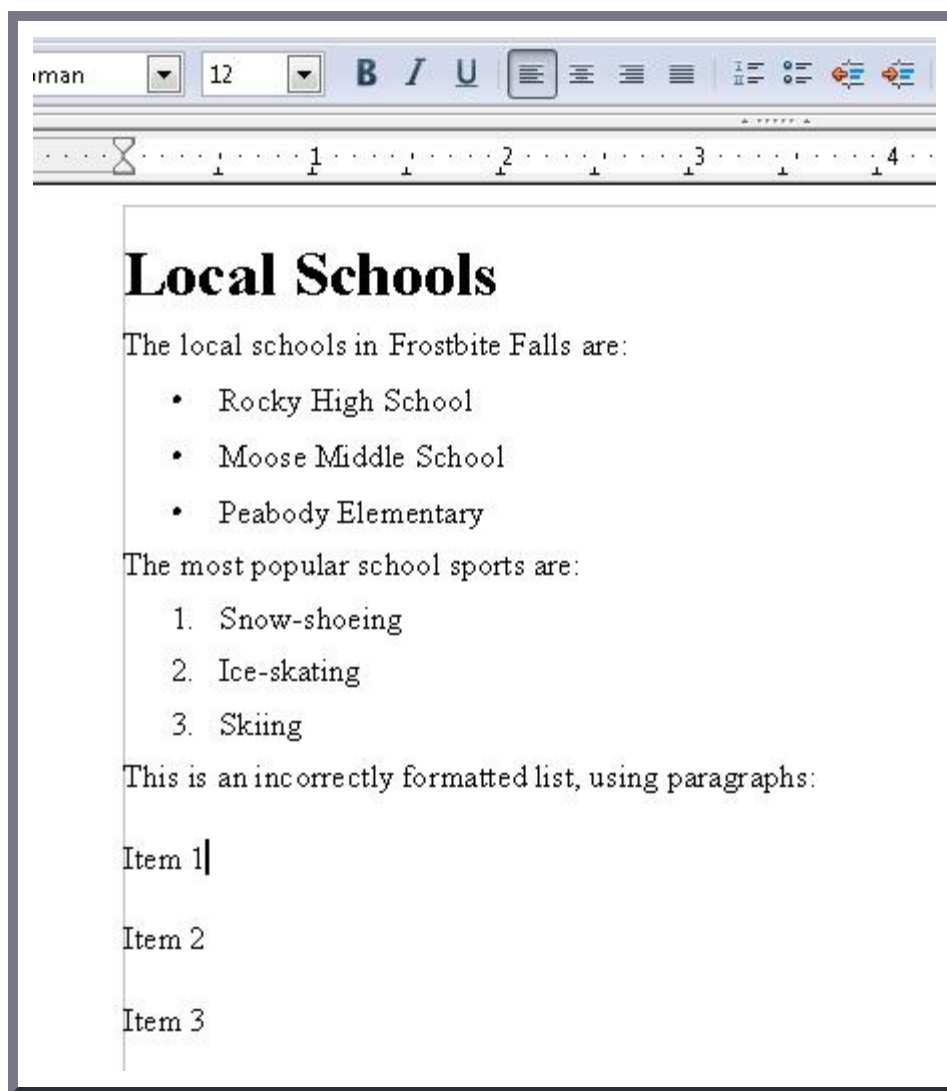 oman 12 B I U
1 2 3 4
Local Schools
The local schools in Frostbite Falls are:
• Rocky High School
• Moose Middle School
• Peabody Elementary
The most popular school sports are:
1. Snow-shoeing
2. Ice-skating
3. Skiing
This is an incorrectly formatted list, using paragraphs:
Item 1
Item 2
Item 3